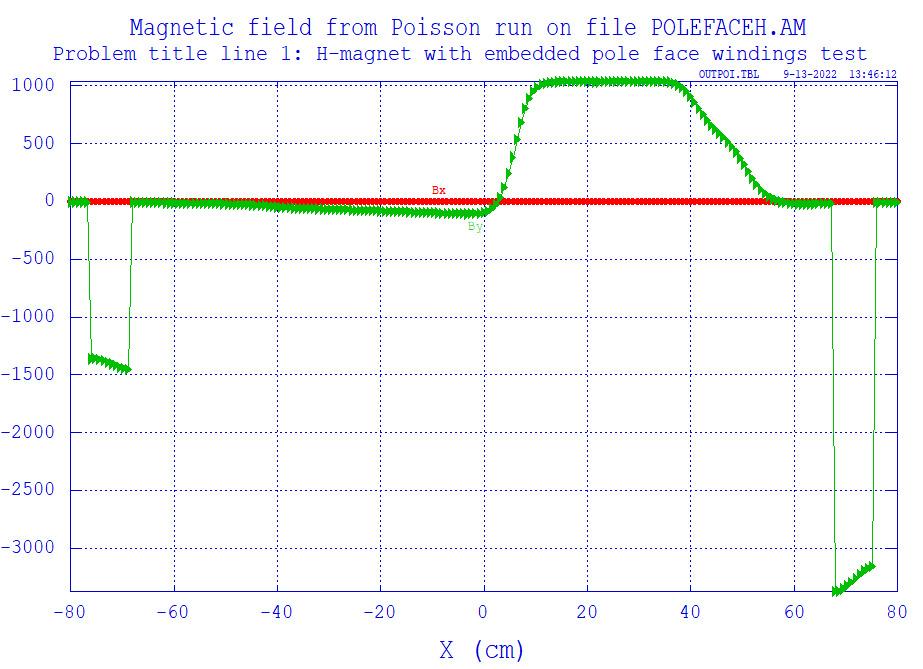 Magnetic field from Poisson run on file POLEFACEH.AM
Problem title line 1: H-magnet with embedded pole face windings test
OUTPOI.TBL 9-13-2022 13:46:12
1000
500
0
-500
-1000
-1500
-2000
-2500
-3000
Bx
By
-80 -60 -40 -20 0 20 40 60 80
X (cm)